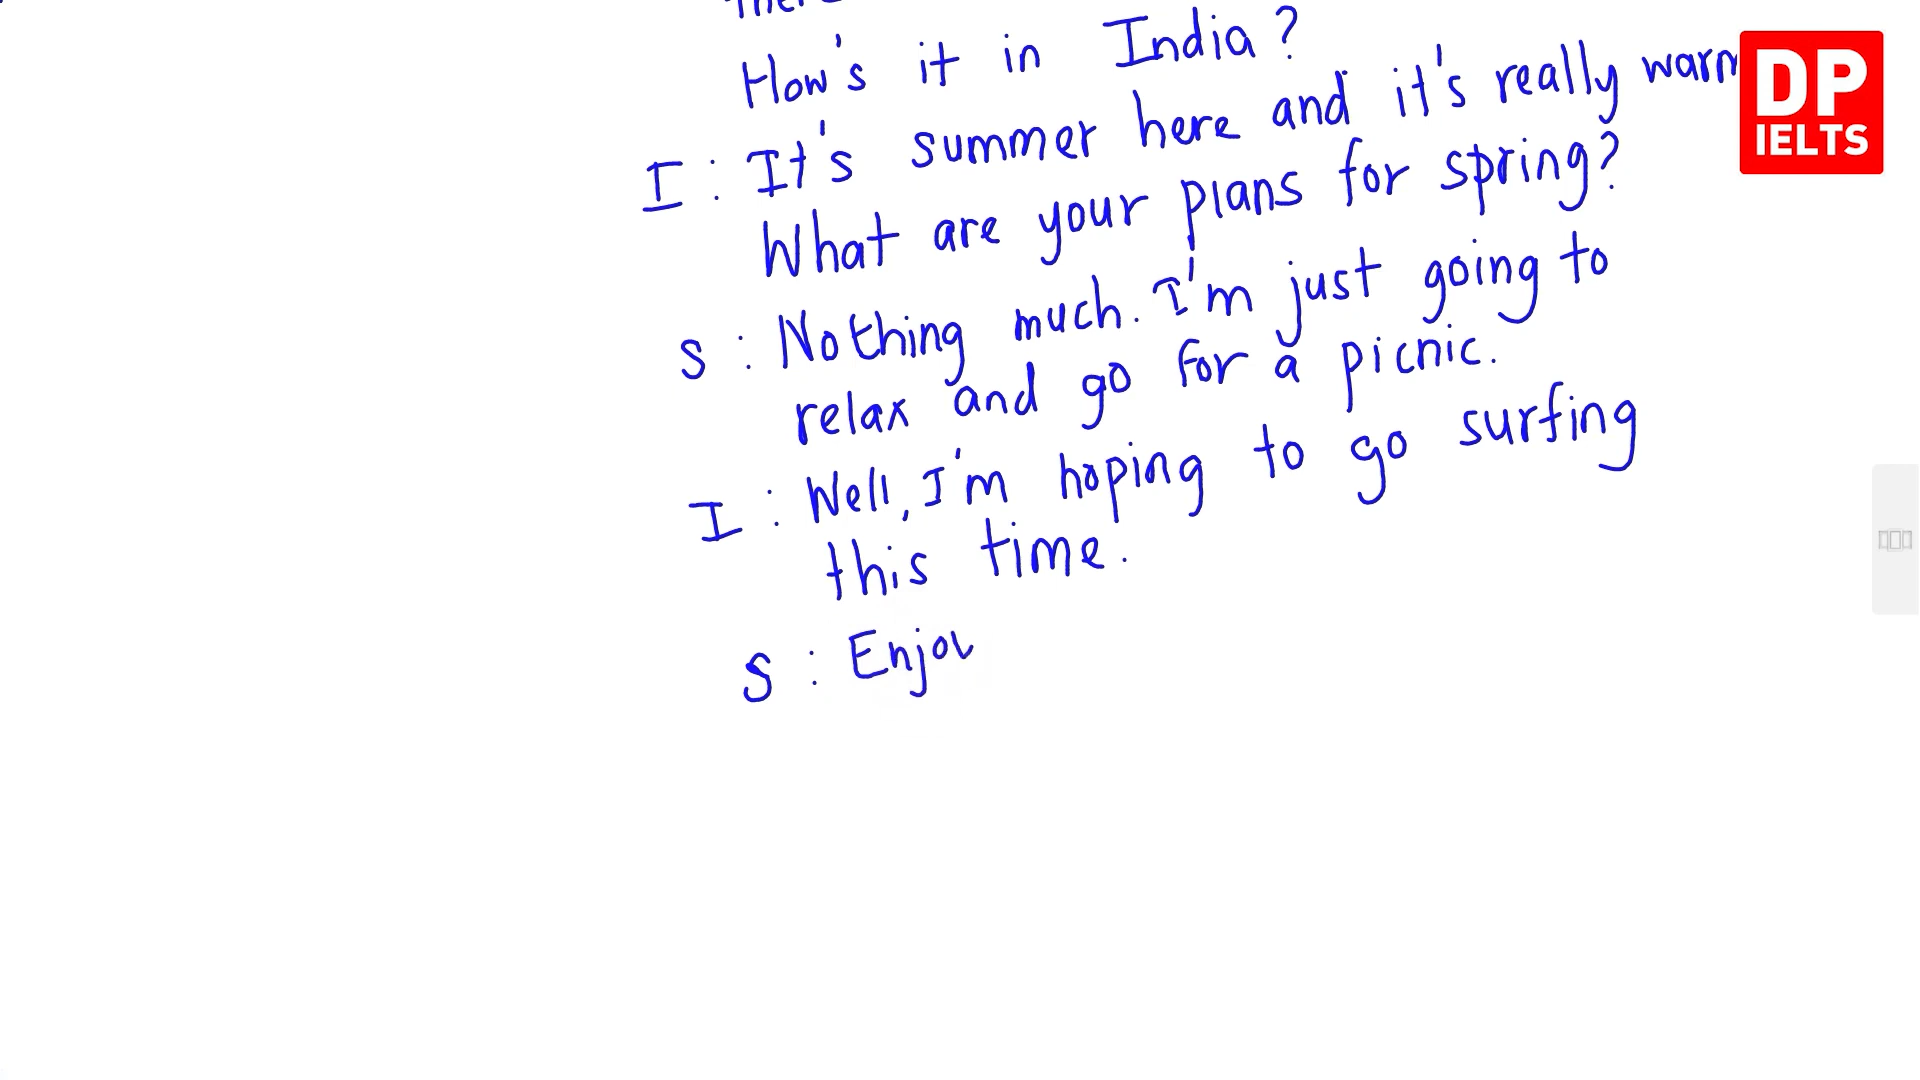 How's it in India?
I : It's summer here and it's really warm
What are your plans for spring?
S : Nothing much. I'm just going to
relax and go for a picnic.
I : Well, I'm hoping to go surfing
this time.
S : Enjo
DP
IELTS